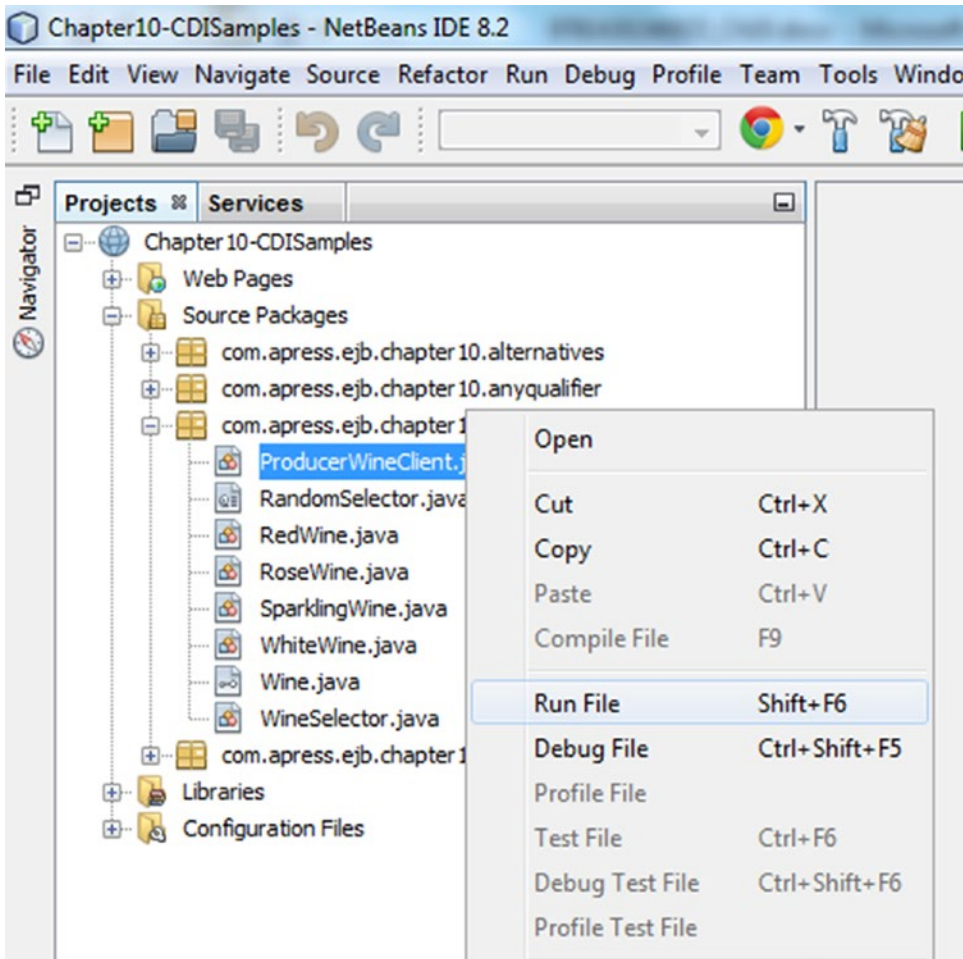 Chapter10-CDISamples - NetBeans IDE 8.2
File Edit View Navigate Source Refactor Run Debug Profile Team Tools Windo
Projects Services
Navigator
Chapter10-CDISamples
Web Pages
Source Packages
com.apress.ejb.chapter10.alternatives
com.apress.ejb.chapter10.anyqualifier
com.apress.ejb.chapter1
ProducerWineClient.j
RandomSelector.java
RedWine.java
RoseWine.java
SparklingWine.java
WhiteWine.java
Wine.java
WineSelector.java
com.apress.ejb.chapter1
Libraries
Configuration Files
Open
Cut Ctrl+X
Copy Ctrl+C
Paste Ctrl+V
Compile File F9
Run File Shift+F6
Debug File Ctrl+Shift+F5
Profile File
Test File Ctrl+F6
Debug Test File Ctrl+Shift+F6
Profile Test File